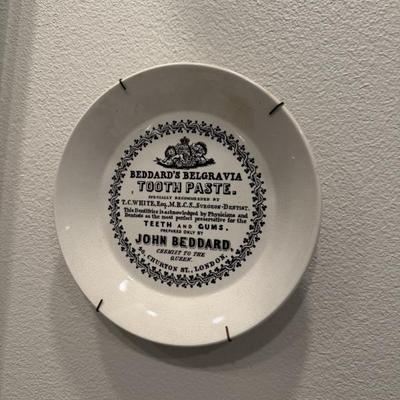 BEDDARD'S BELGRAVIA
TOOTH PASTE.
SPECIALLY RECOMMENDED BY
T.C. WHITE, Esq., M.R.C.S., SURGEON-DENTIST.
This Dentifrice is acknowledged by Physicians and
Dentists as the most perfect preservative for the
TEETH AND GUMS.
PREPARED ONLY BY
JOHN BEDDARD,
CHEMIST TO THE
QUEEN.
CHURTON ST., LONDON.